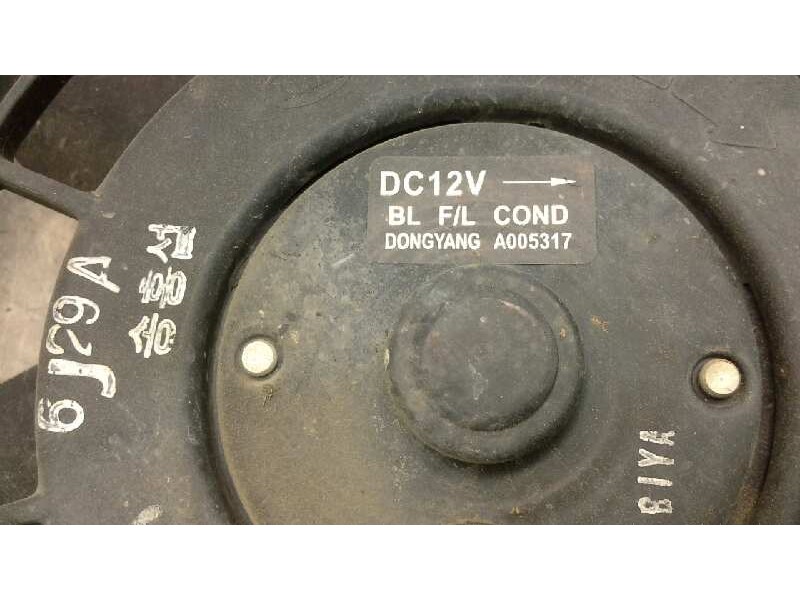 DC12V
BL F/L COND
DONGYANG A005317
6J29A
BIYA